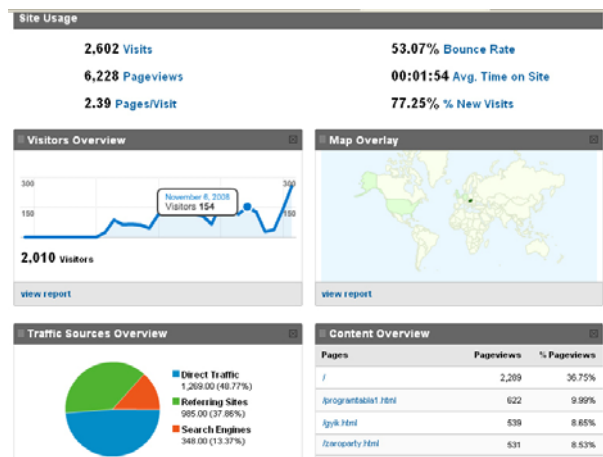 Site Usage
2,602 Visits
53.07% Bounce Rate
6,228 Pageviews
00:01:54 Avg. Time on Site
2.39 Pages/Visit
77.25% % New Visits
Visitors Overview
300
300
November 6, 2008
Visitors 154
150
150
2,010 Visitors
view report
Map Overlay
view report
Traffic Sources Overview
Direct Traffic
1,269.00 (48.77%)
Referring Sites
985.00 (37.86%)
Search Engines
348.00 (13.37%)
Content Overview
Pages Pageviews % Pageviews
/ 2,289 36.75%
/programtabla1.html 622 9.99%
/gyik.html 539 8.65%
/zaroparty.html 531 8.53%